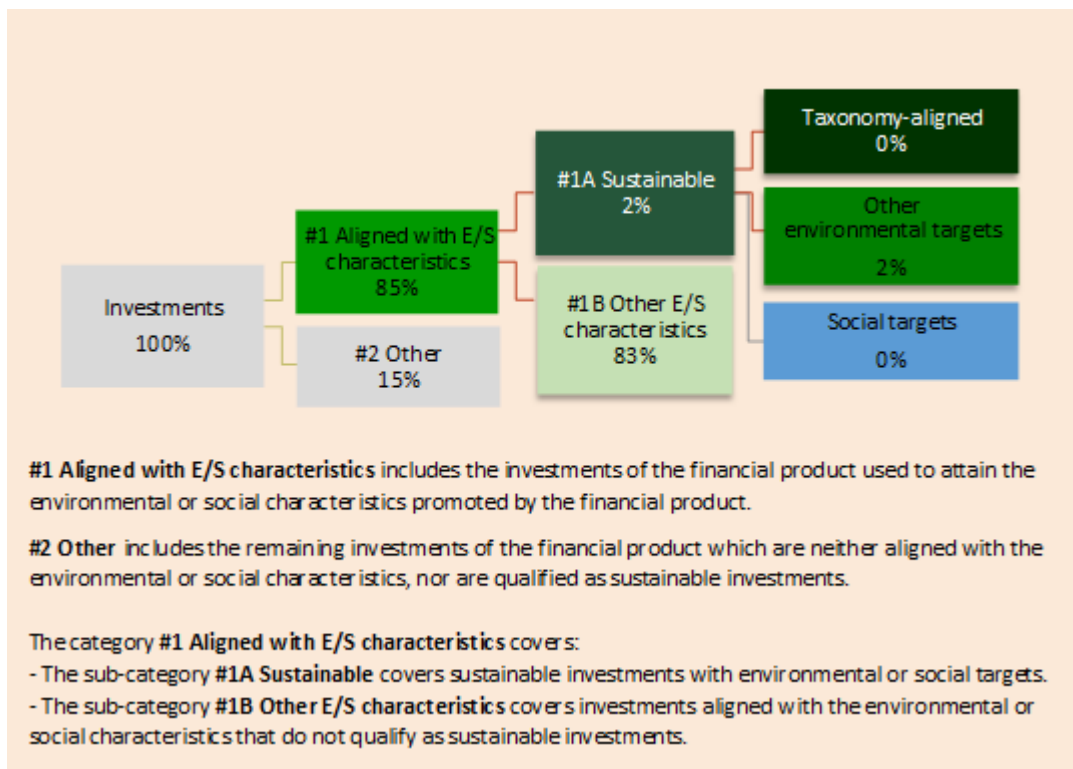 Taxonomy-aligned
0%
#1A Sustainable
2%
Other
environmental targets
2%
#1 Aligned with E/S
characteristics
85%
Investments
100%
#1B Other E/S
characteristics
83%
Social targets
0%
#2 Other
15%
#1 Aligned with E/S characteristics includes the investments of the financial product used to attain the
environmental or social characteristics promoted by the financial product.
#2 Other includes the remaining investments of the financial product which are neither aligned with the
environmental or social characteristics, nor are qualified as sustainable investments.
The category #1 Aligned with E/S characteristics covers:
- The sub-category #1A Sustainable covers sustainable investments with environmental or social targets.
- The sub-category #1B Other E/S characteristics covers investments aligned with the environmental or
social characteristics that do not qualify as sustainable investments.